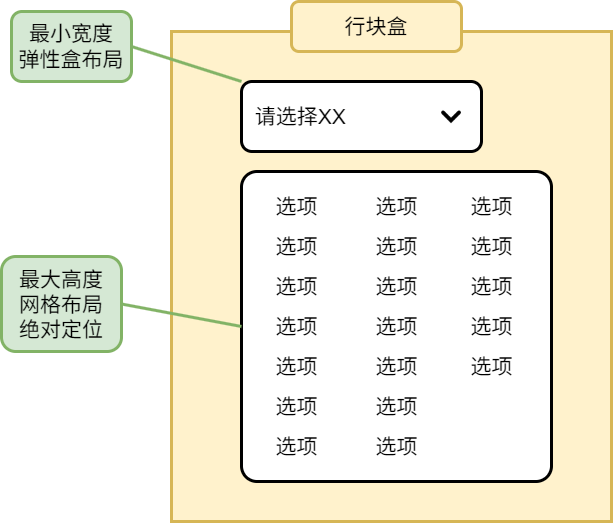 最小宽度
弹性盒布局
行块盒
请选择XX
选项 选项 选项
选项 选项 选项
选项 选项 选项
选项 选项 选项
选项 选项 选项
选项 选项
选项 选项
最大高度
网格布局
绝对定位